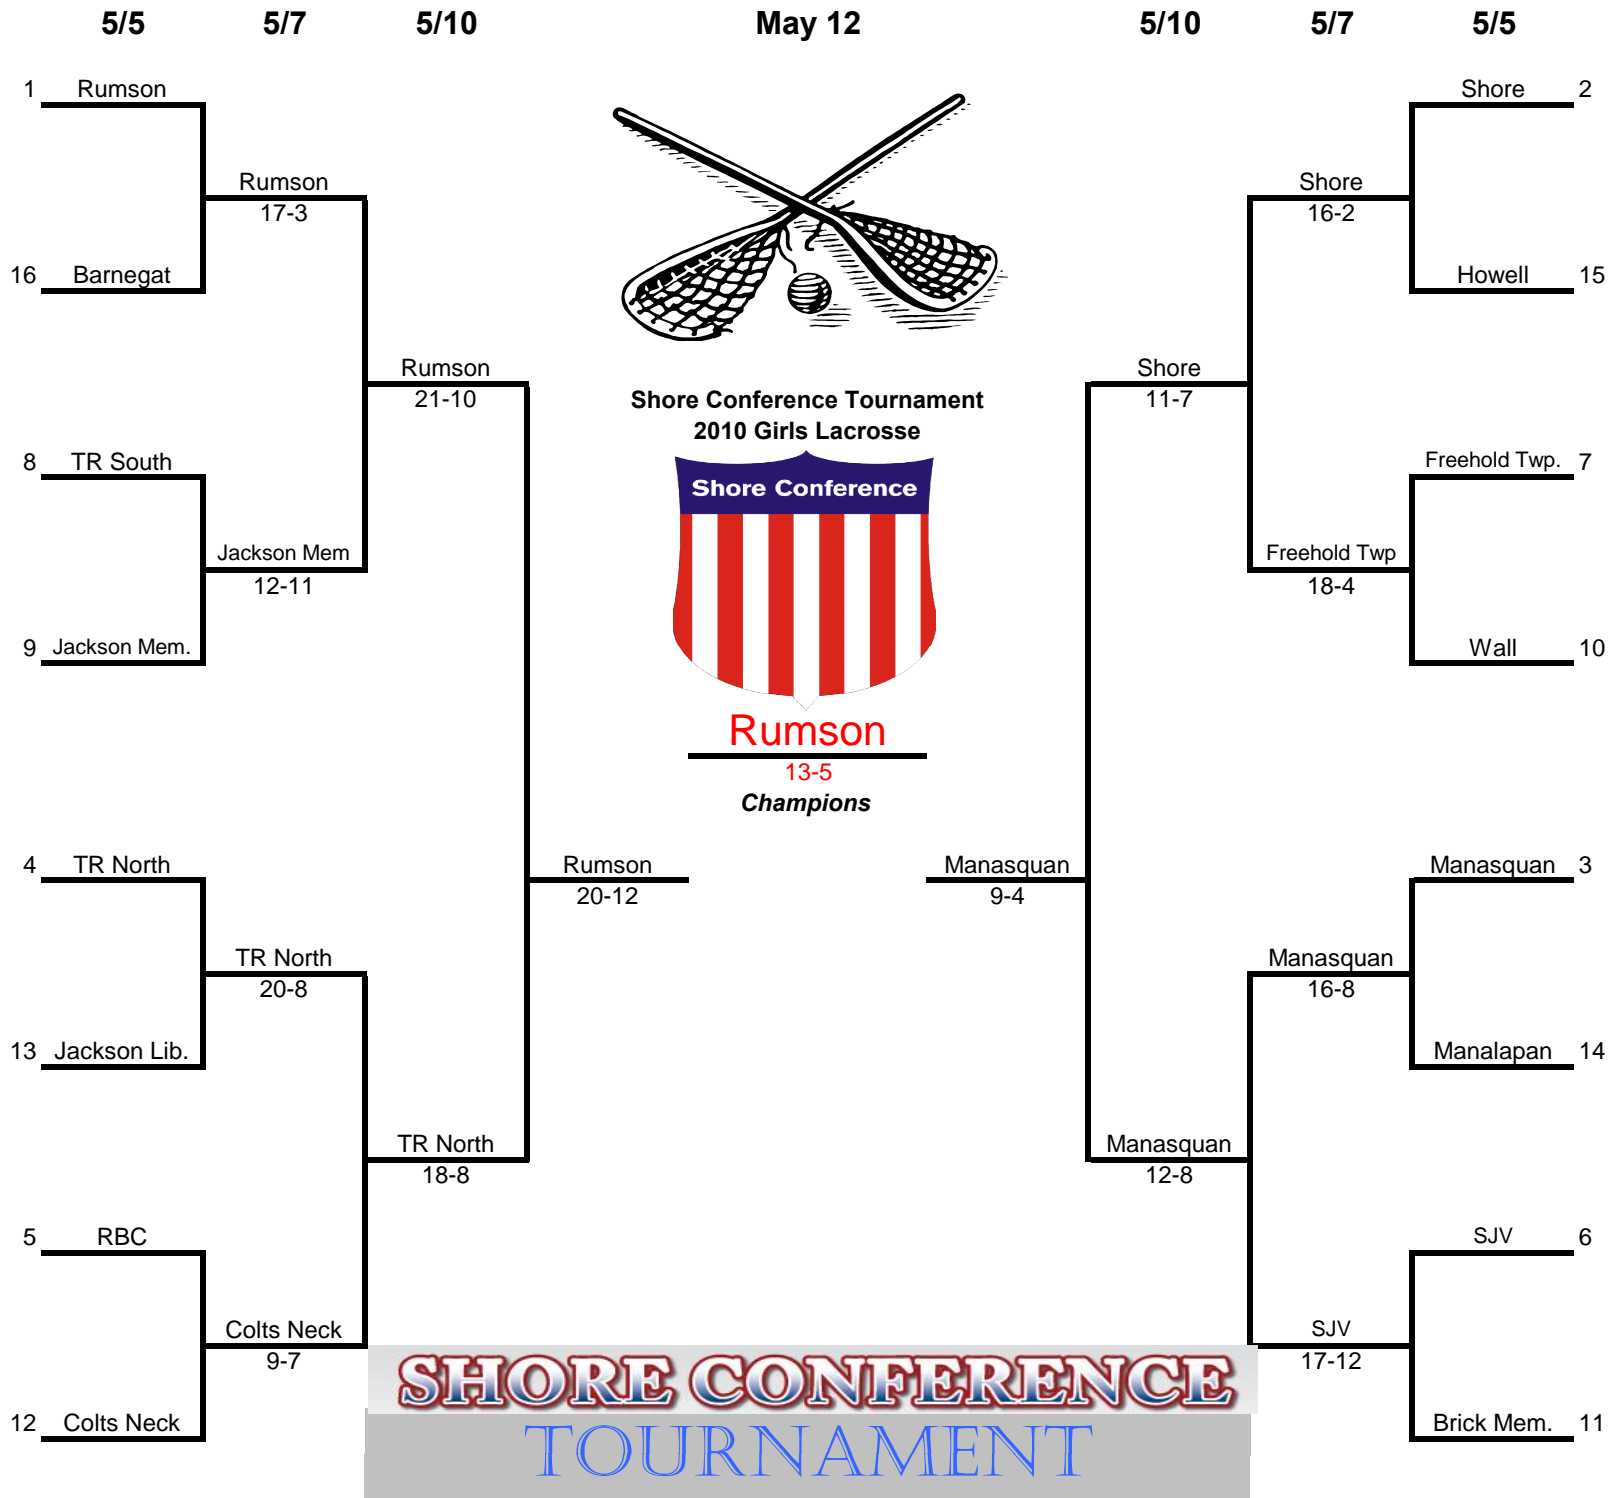 5/5 5/7 5/10 May 12 5/10 5/7 5/5
1 Rumson
16 Barnegat
8 TR South
9 Jackson Mem.
4 TR North
13 Jackson Lib.
5 RBC
12 Colts Neck
Rumson
17-3
Jackson Mem
12-11
TR North
20-8
Colts Neck
9-7
Rumson
21-10
TR North
18-8
Rumson
20-12
Shore Conference Tournament
2010 Girls Lacrosse
Shore Conference
Rumson
13-5
Champions
Manasquan
9-4
Shore
11-7
Manasquan
12-8
Shore
16-2
Freehold Twp
18-4
Manasquan
16-8
SJV
17-12
Shore 2
Howell 15
Freehold Twp. 7
Wall 10
Manasquan 3
Manalapan 14
SJV 6
Brick Mem. 11
SHORE CONFERENCE
TOURNAMENT